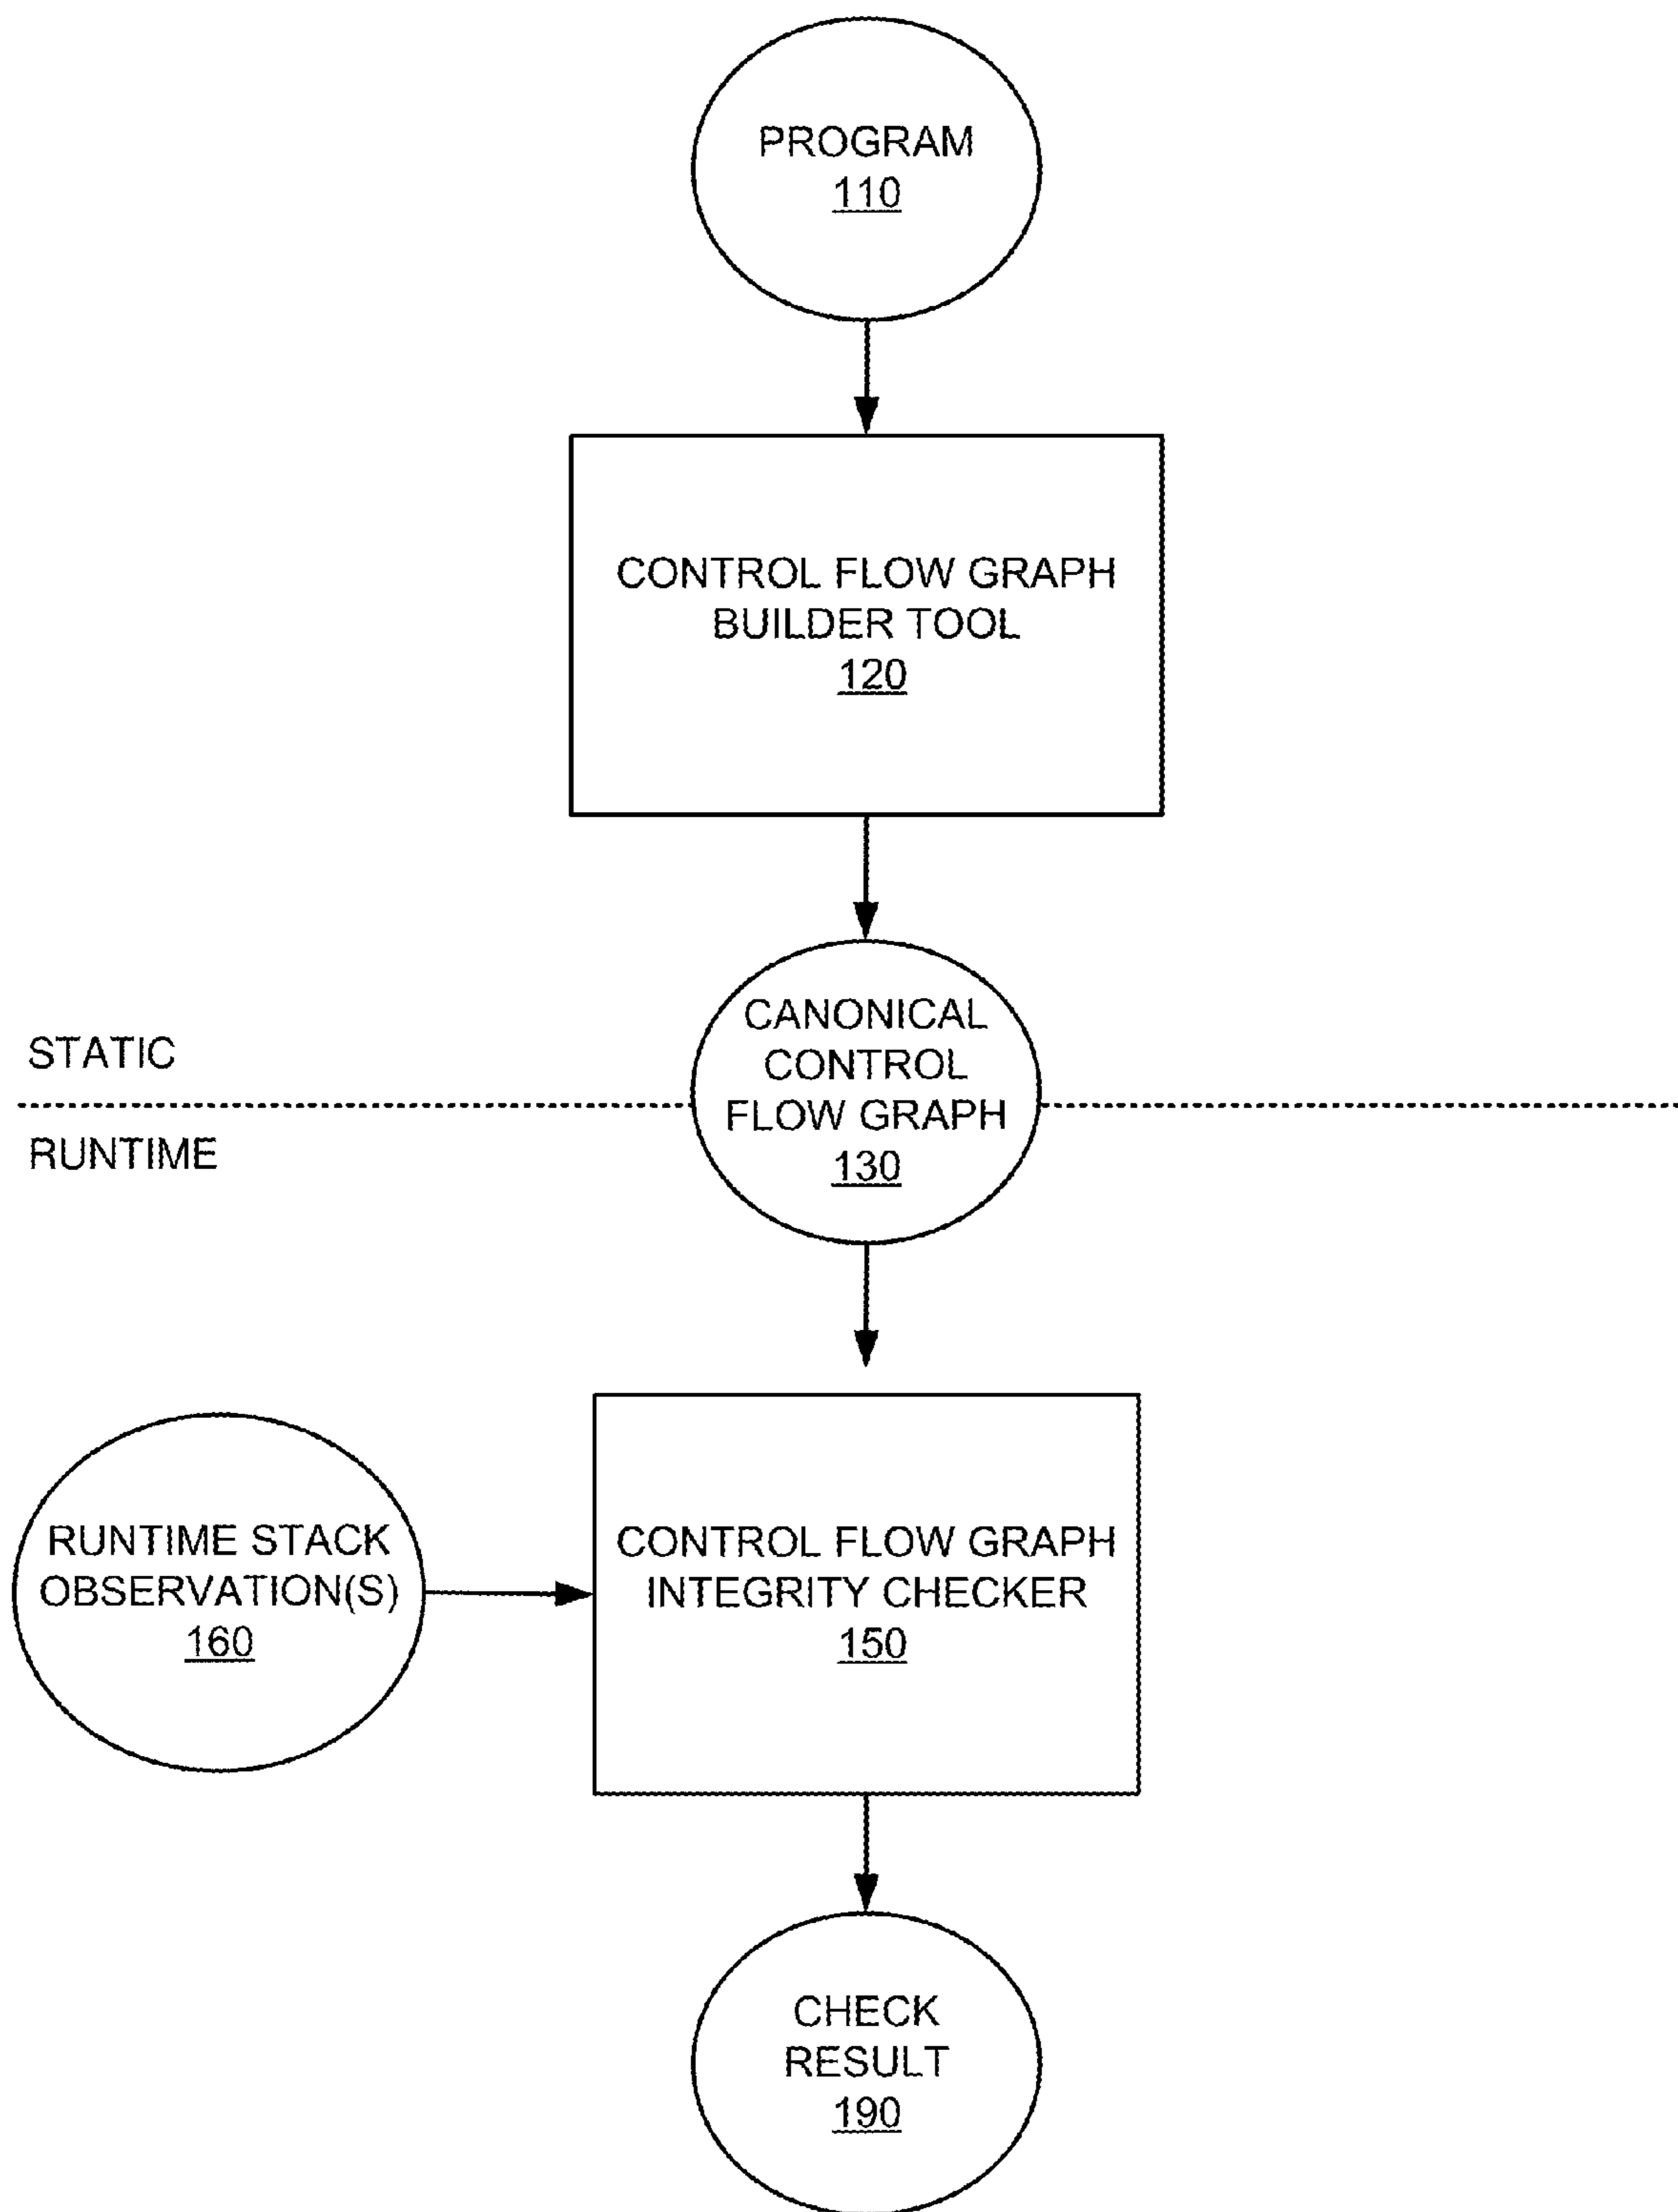 PROGRAM
110
CONTROL FLOW GRAPH
BUILDER TOOL
120
CANONICAL
CONTROL
FLOW GRAPH
130
STATIC
RUNTIME
RUNTIME STACK
OBSERVATION(S)
160
CONTROL FLOW GRAPH
INTEGRITY CHECKER
150
CHECK
RESULT
190